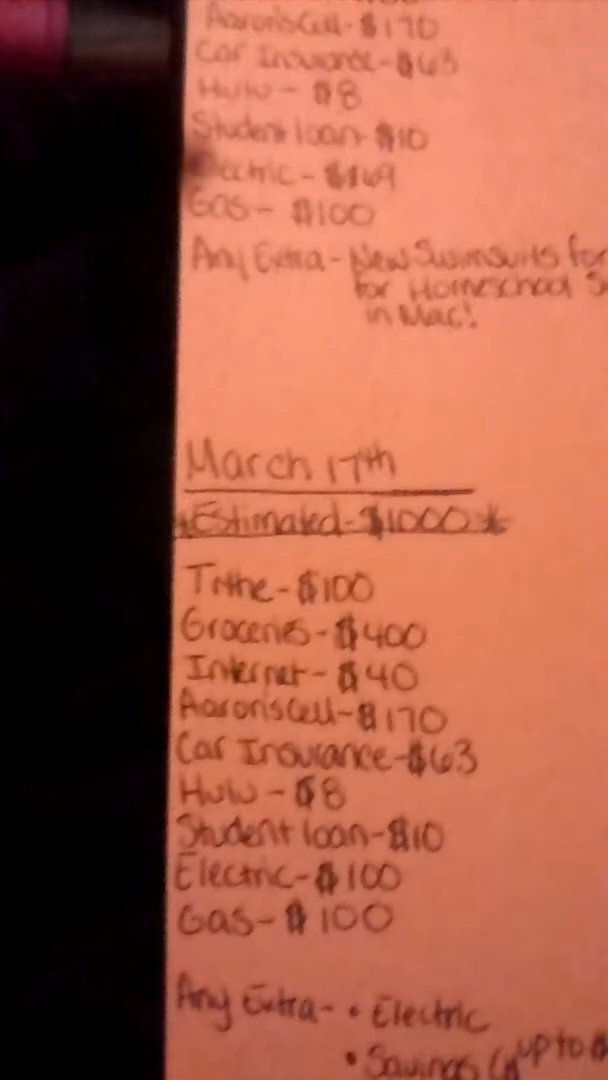 Aaron's Cell - $170
Car Insurance - $63
Hulu - $8
Student loan - $10
Electric - $169
Gas - $100
Any Extra - New Swimsuits for
for Homeschool
in Mac!
March 17th
*Estimated - $1000*
Tithe - $100
Groceries - $400
Internet - $40
Aaron's Cell - $170
Car Insurance - $63
Hulu - $8
Student loan - $10
Electric - $100
Gas - $100
Any Extra - • Electric
• Savings (up to